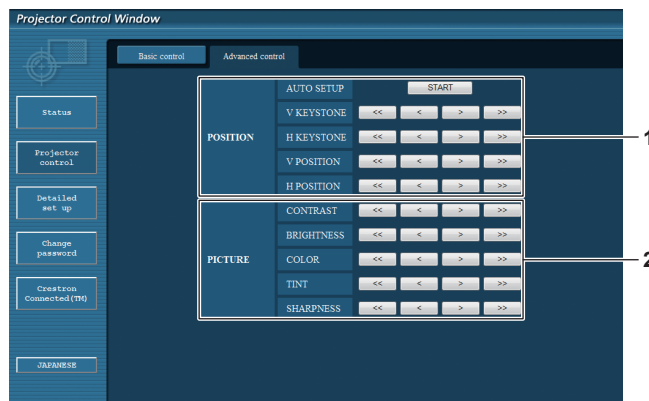 Projector Control Window
Basic control
Advanced control
Status
Projector
control
Detailed
set up
Change
password
Crestron
Connected(TM)
JAPANESE
POSITION
AUTO SETUP START
V KEYSTONE << < > >>
H KEYSTONE << < > >>
V POSITION << < > >>
H POSITION << < > >>
1
PICTURE
CONTRAST << < > >>
BRIGHTNESS << < > >>
COLOR << < > >>
TINT << < > >>
SHARPNESS << < > >>
2